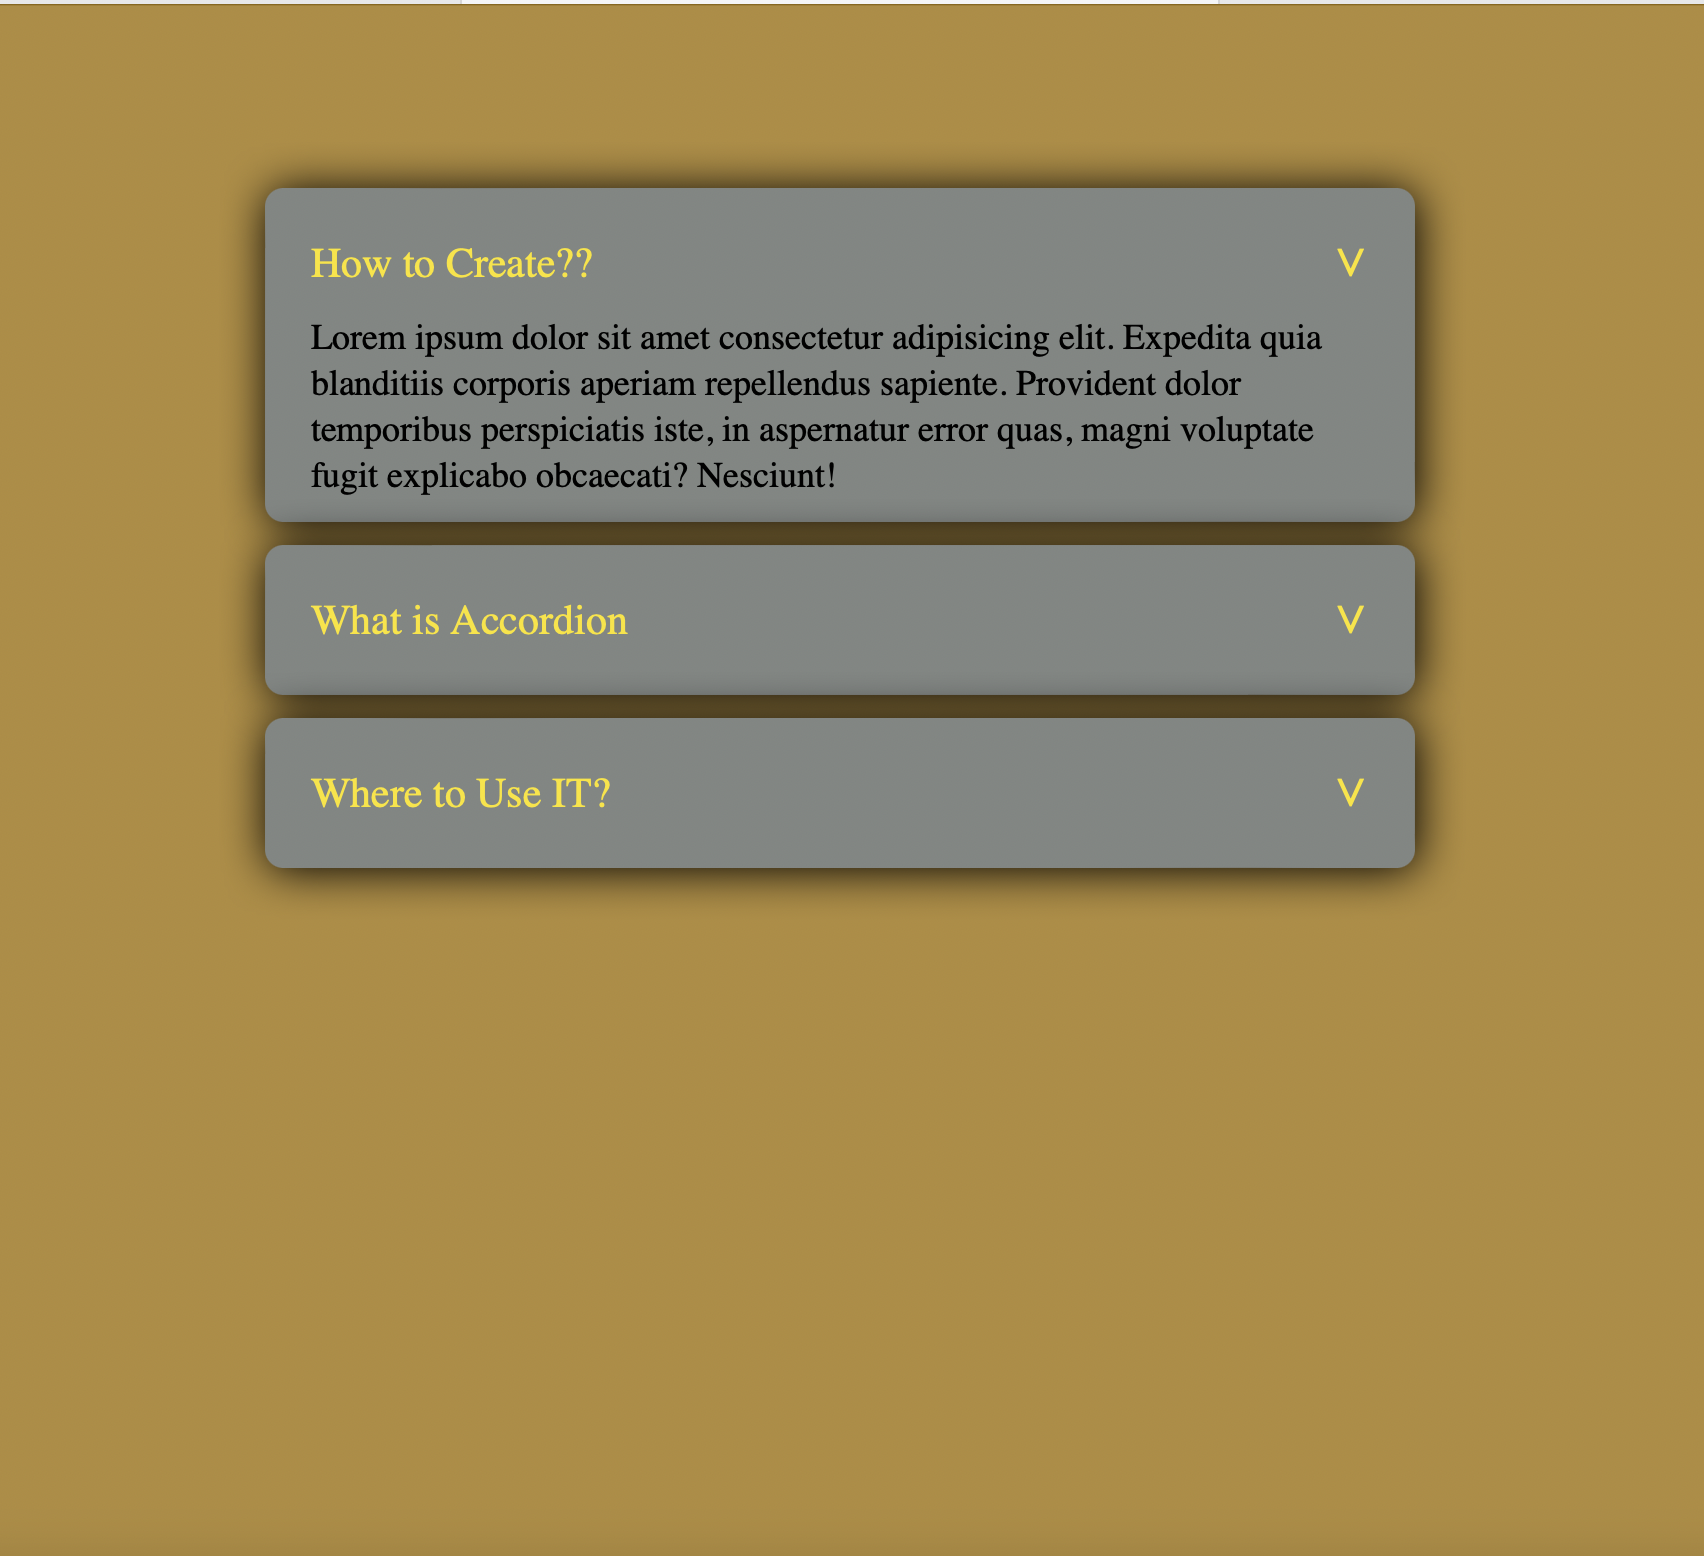 How to Create?? V
Lorem ipsum dolor sit amet consectetur adipisicing elit. Expedita quia
blanditiis corporis aperiam repellendus sapiente. Provident dolor
temporibus perspiciatis iste, in aspernatur error quas, magni voluptate
fugit explicabo obcaecati? Nesciunt!
What is Accordion V
Where to Use IT? V